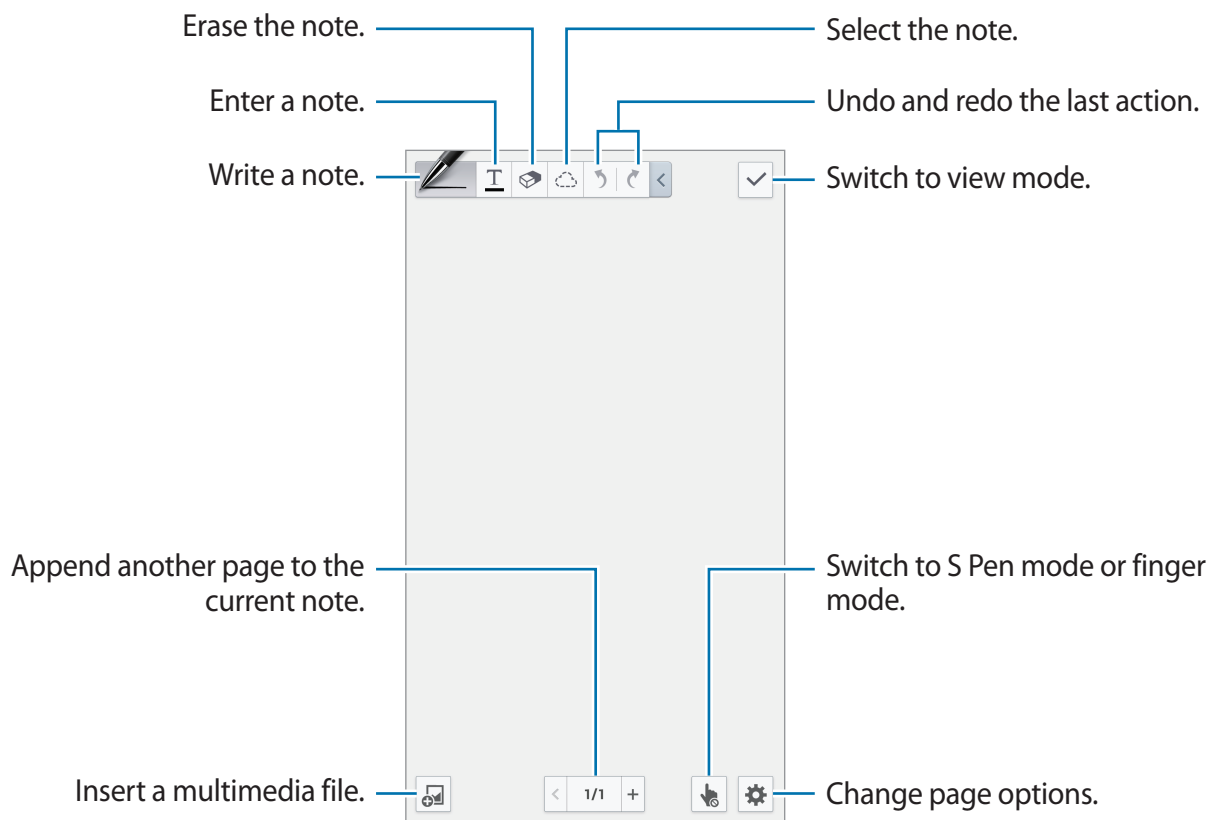 Erase the note.
Select the note.
Enter a note.
Undo and redo the last action.
Write a note.
T
Switch to view mode.
Append another page to the
current note.
Switch to S Pen mode or finger
mode.
Insert a multimedia file.
1/1 +
Change page options.